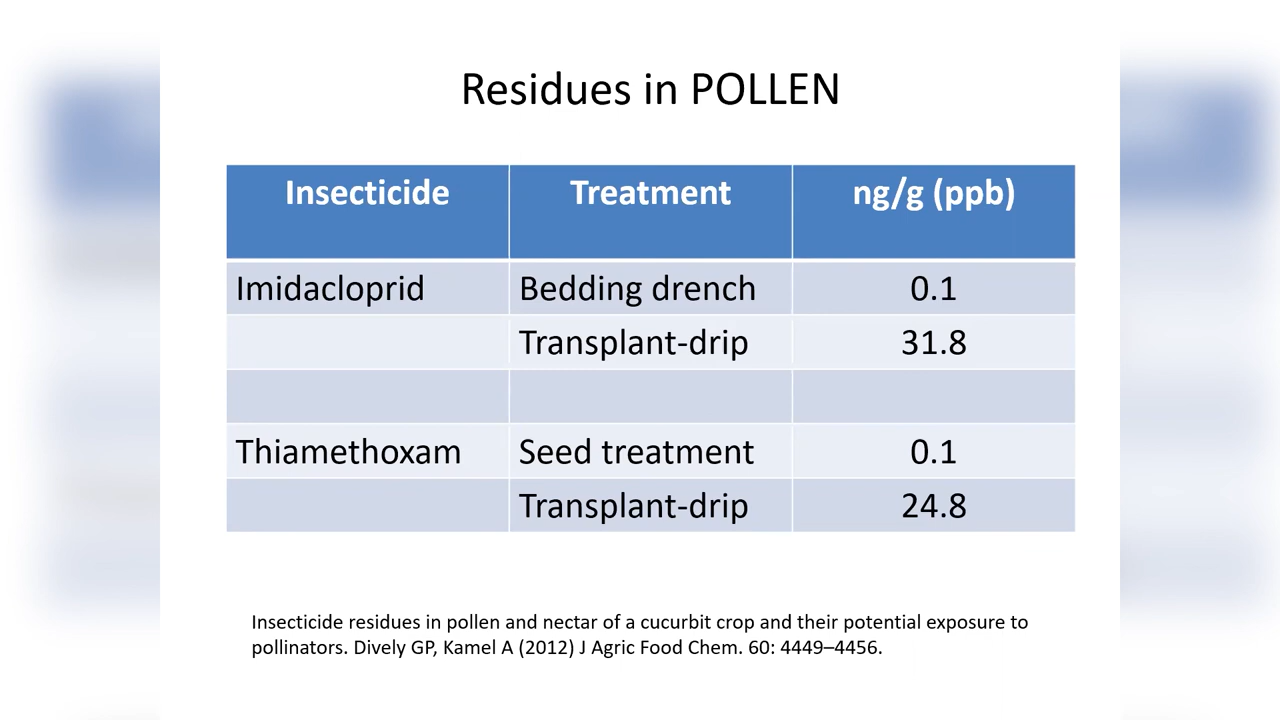 Residues in POLLEN
Insecticide Treatment ng/g (ppb)
Imidacloprid Bedding drench 0.1
Transplant-drip 31.8
Thiamethoxam Seed treatment 0.1
Transplant-drip 24.8
Insecticide residues in pollen and nectar of a cucurbit crop and their potential exposure to
pollinators. Dively GP, Kamel A (2012) J Agric Food Chem. 60: 4449–4456.